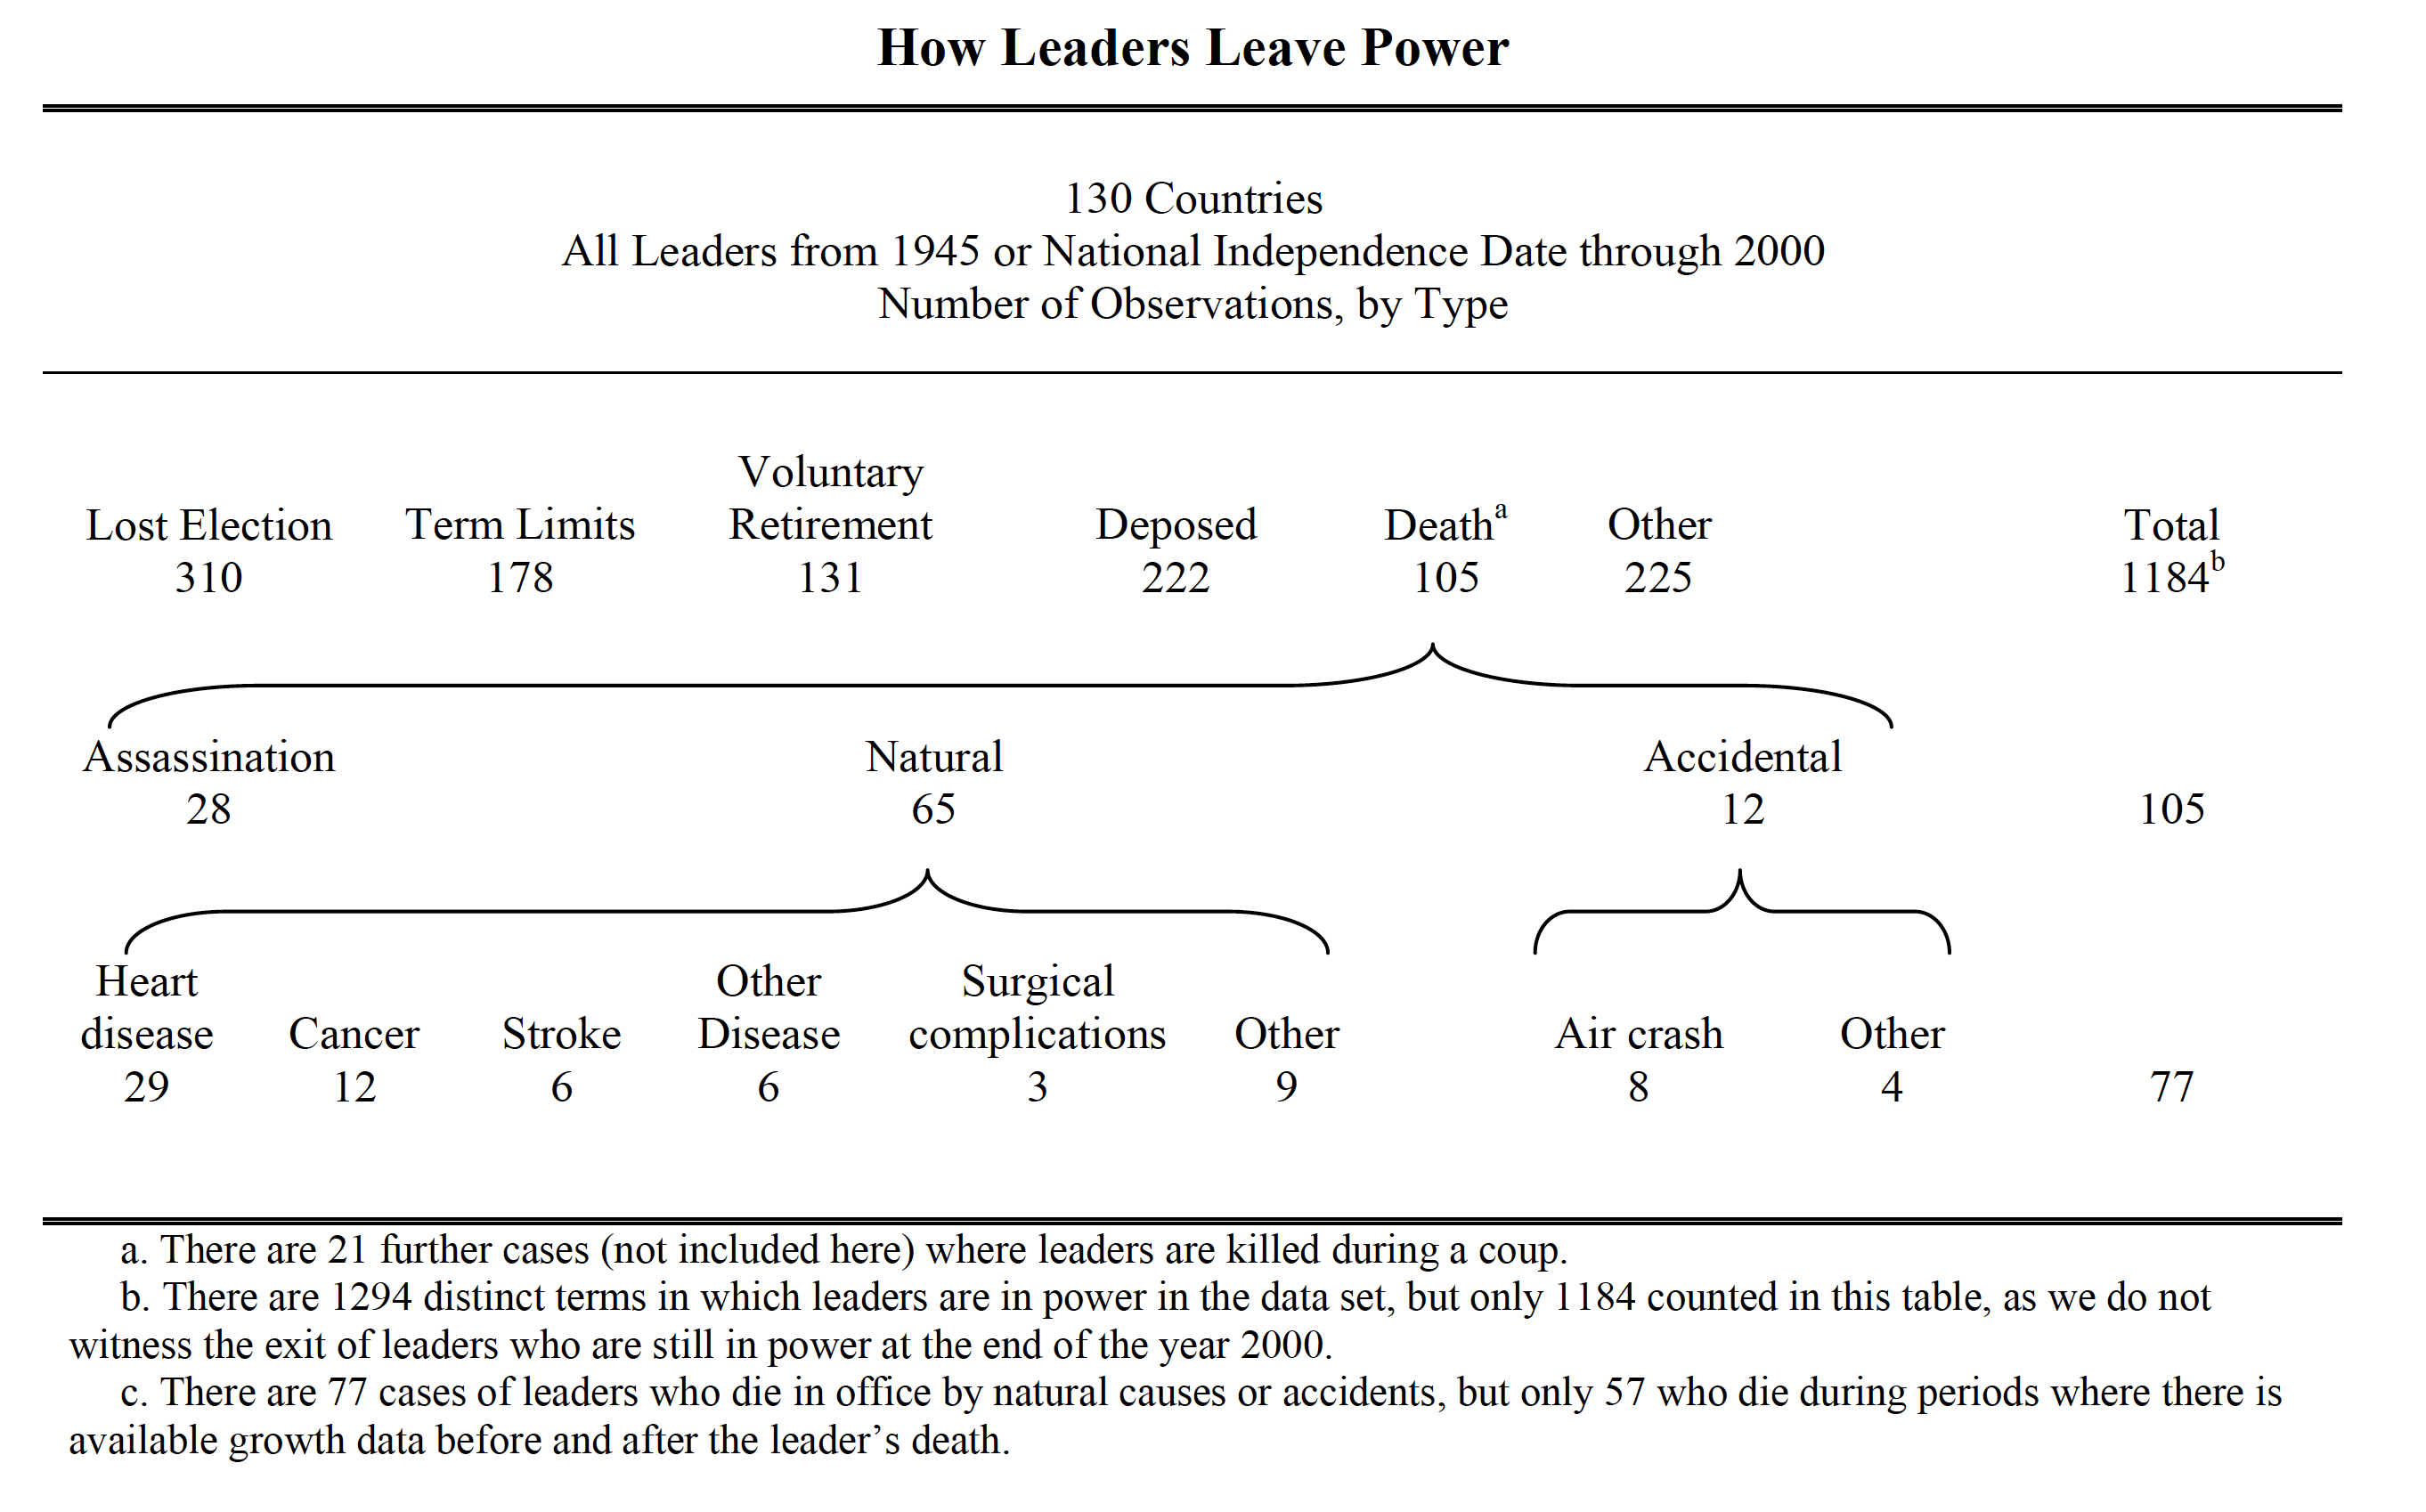 How Leaders Leave Power
130 Countries
All Leaders from 1945 or National Independence Date through 2000
Number of Observations, by Type
Voluntary
Lost Election Term Limits Retirement Deposed Death^a Other Total
310 178 131 222 105 225 1184^b
Assassination Natural Accidental
28 65 12 105
Heart Other Surgical
disease Cancer Stroke Disease complications Other Air crash Other
29 12 6 6 3 9 8 4 77
a. There are 21 further cases (not included here) where leaders are killed during a coup.
b. There are 1294 distinct terms in which leaders are in power in the data set, but only 1184 counted in this table, as we do not
witness the exit of leaders who are still in power at the end of the year 2000.
c. There are 77 cases of leaders who die in office by natural causes or accidents, but only 57 who die during periods where there is
available growth data before and after the leader’s death.